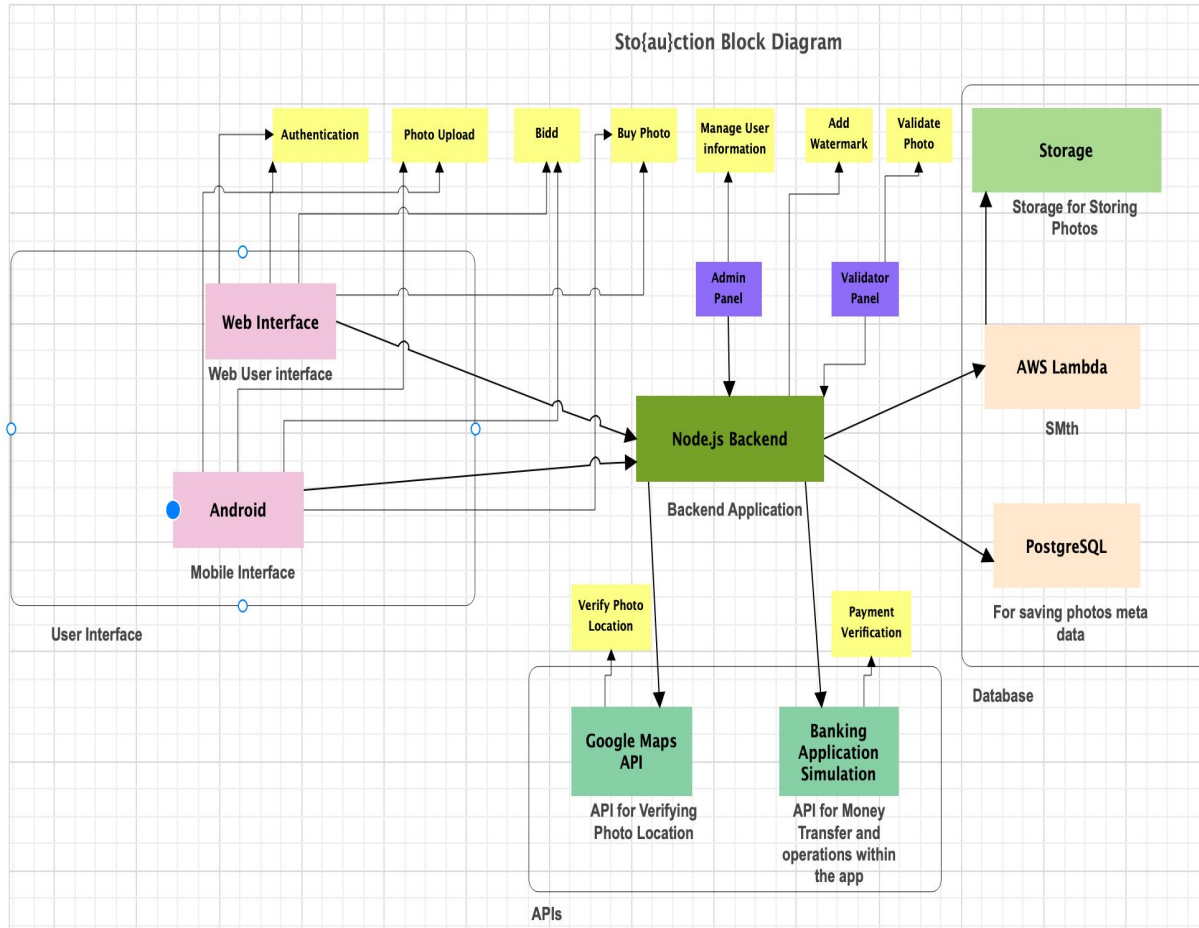 Sto{au}ction Block Diagram
Authentication
Photo Upload
Bidd
Buy Photo
Manage User
information
Add
Watermark
Validate
Photo
Storage
Storage for Storing
Photos
Admin
Panel
Validator
Panel
Web Interface
Web User interface
AWS Lambda
SMth
Node.js Backend
Backend Application
Android
Mobile Interface
User Interface
PostgreSQL
For saving photos meta
data
Database
Verify Photo
Location
Payment
Verification
Google Maps
API
API for Verifying
Photo Location
Banking
Application
Simulation
API for Money
Transfer and
operations within
the app
APIs